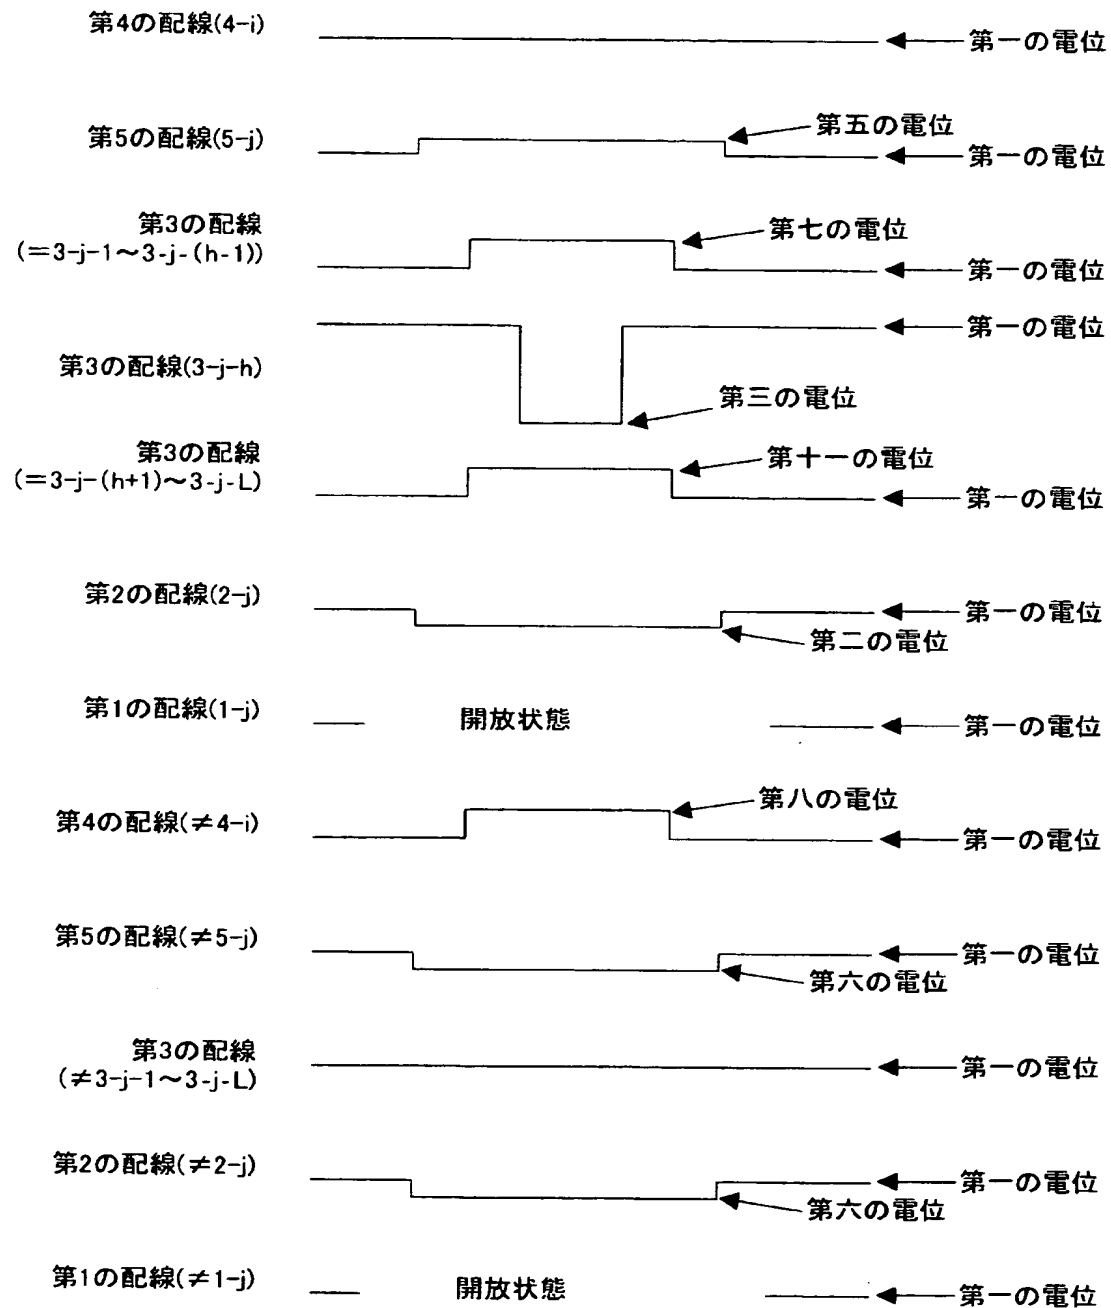 第4の配線(4-i)
第一の電位
第5の配線(5-j)
第五の電位
第一の電位
第3の配線
(=3-j-1～3-j-(h-1))
第七の電位
第一の電位
第一の電位
第3の配線(3-j-h)
第三の電位
第3の配線
(=3-j-(h+1)～3-j-L)
第十一の電位
第一の電位
第2の配線(2-j)
第一の電位
第二の電位
第1の配線(1-j)
開放状態
第一の電位
第4の配線(≠4-i)
第八の電位
第一の電位
第5の配線(≠5-j)
第一の電位
第六の電位
第3の配線
(≠3-j-1～3-j-L)
第一の電位
第2の配線(≠2-j)
第一の電位
第六の電位
第1の配線(≠1-j)
開放状態
第一の電位